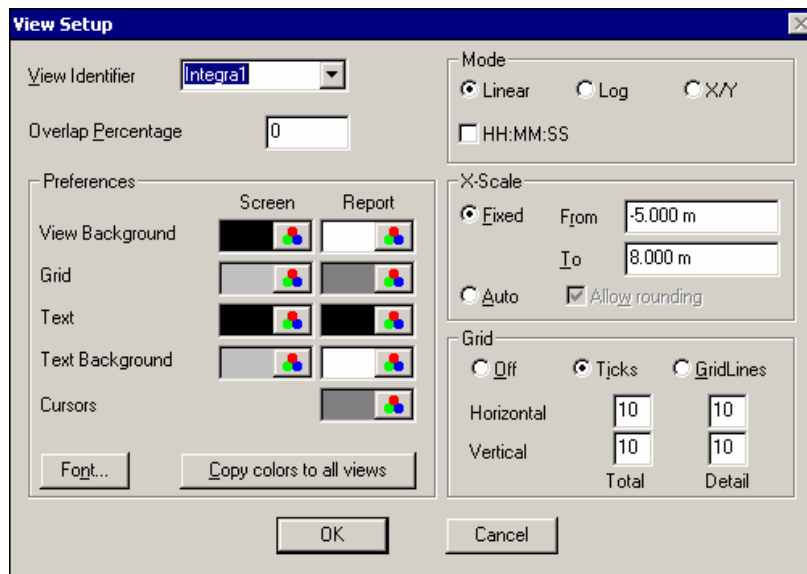 View Setup
View Identifier
Integra1
Overlap Percentage
0
Preferences
Screen Report
View Background
Grid
Text
Text Background
Cursors
Font...
Copy colors to all views
Mode
Linear
Log
X/Y
HH:MM:SS
X-Scale
Fixed
From
-5.000 m
To
8.000 m
Auto
Allow rounding
Grid
Off
Ticks
GridLines
Horizontal 10 10
Vertical 10 10
Total Detail
OK
Cancel